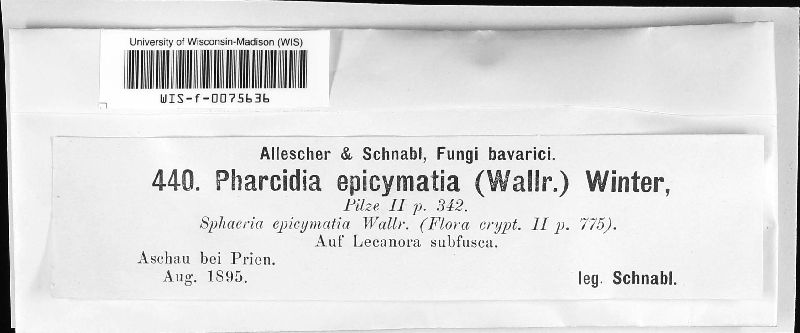 University of Wisconsin-Madison (WIS)
WIS-f-0075636
Allescher & Schnabl, Fungi bavarici.
440. Pharcidia epicymatia (Wallr.) Winter,
Pilze II p. 342.
Sphaeria epicymatia Wallr. (Flora crypt. II p. 775).
Auf Lecanora subfusca.
Aschau bei Prien.
Aug. 1895. leg. Schnabl.